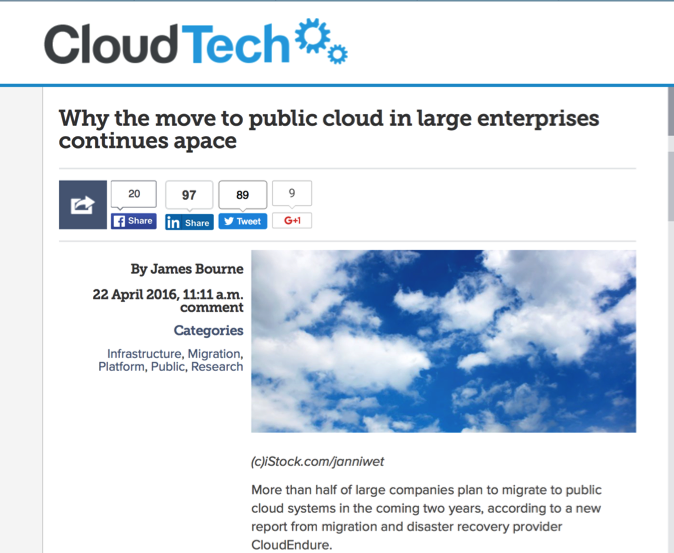 CloudTech
Why the move to public cloud in large enterprises
continues apace
20
97
89
9
Share
in Share
Tweet
G+1
By James Bourne
22 April 2016, 11:11 a.m.
comment
Categories
Infrastructure, Migration,
Platform, Public, Research
(c)iStock.com/janniwet
More than half of large companies plan to migrate to public
cloud systems in the coming two years, according to a new
report from migration and disaster recovery provider
CloudEndure.